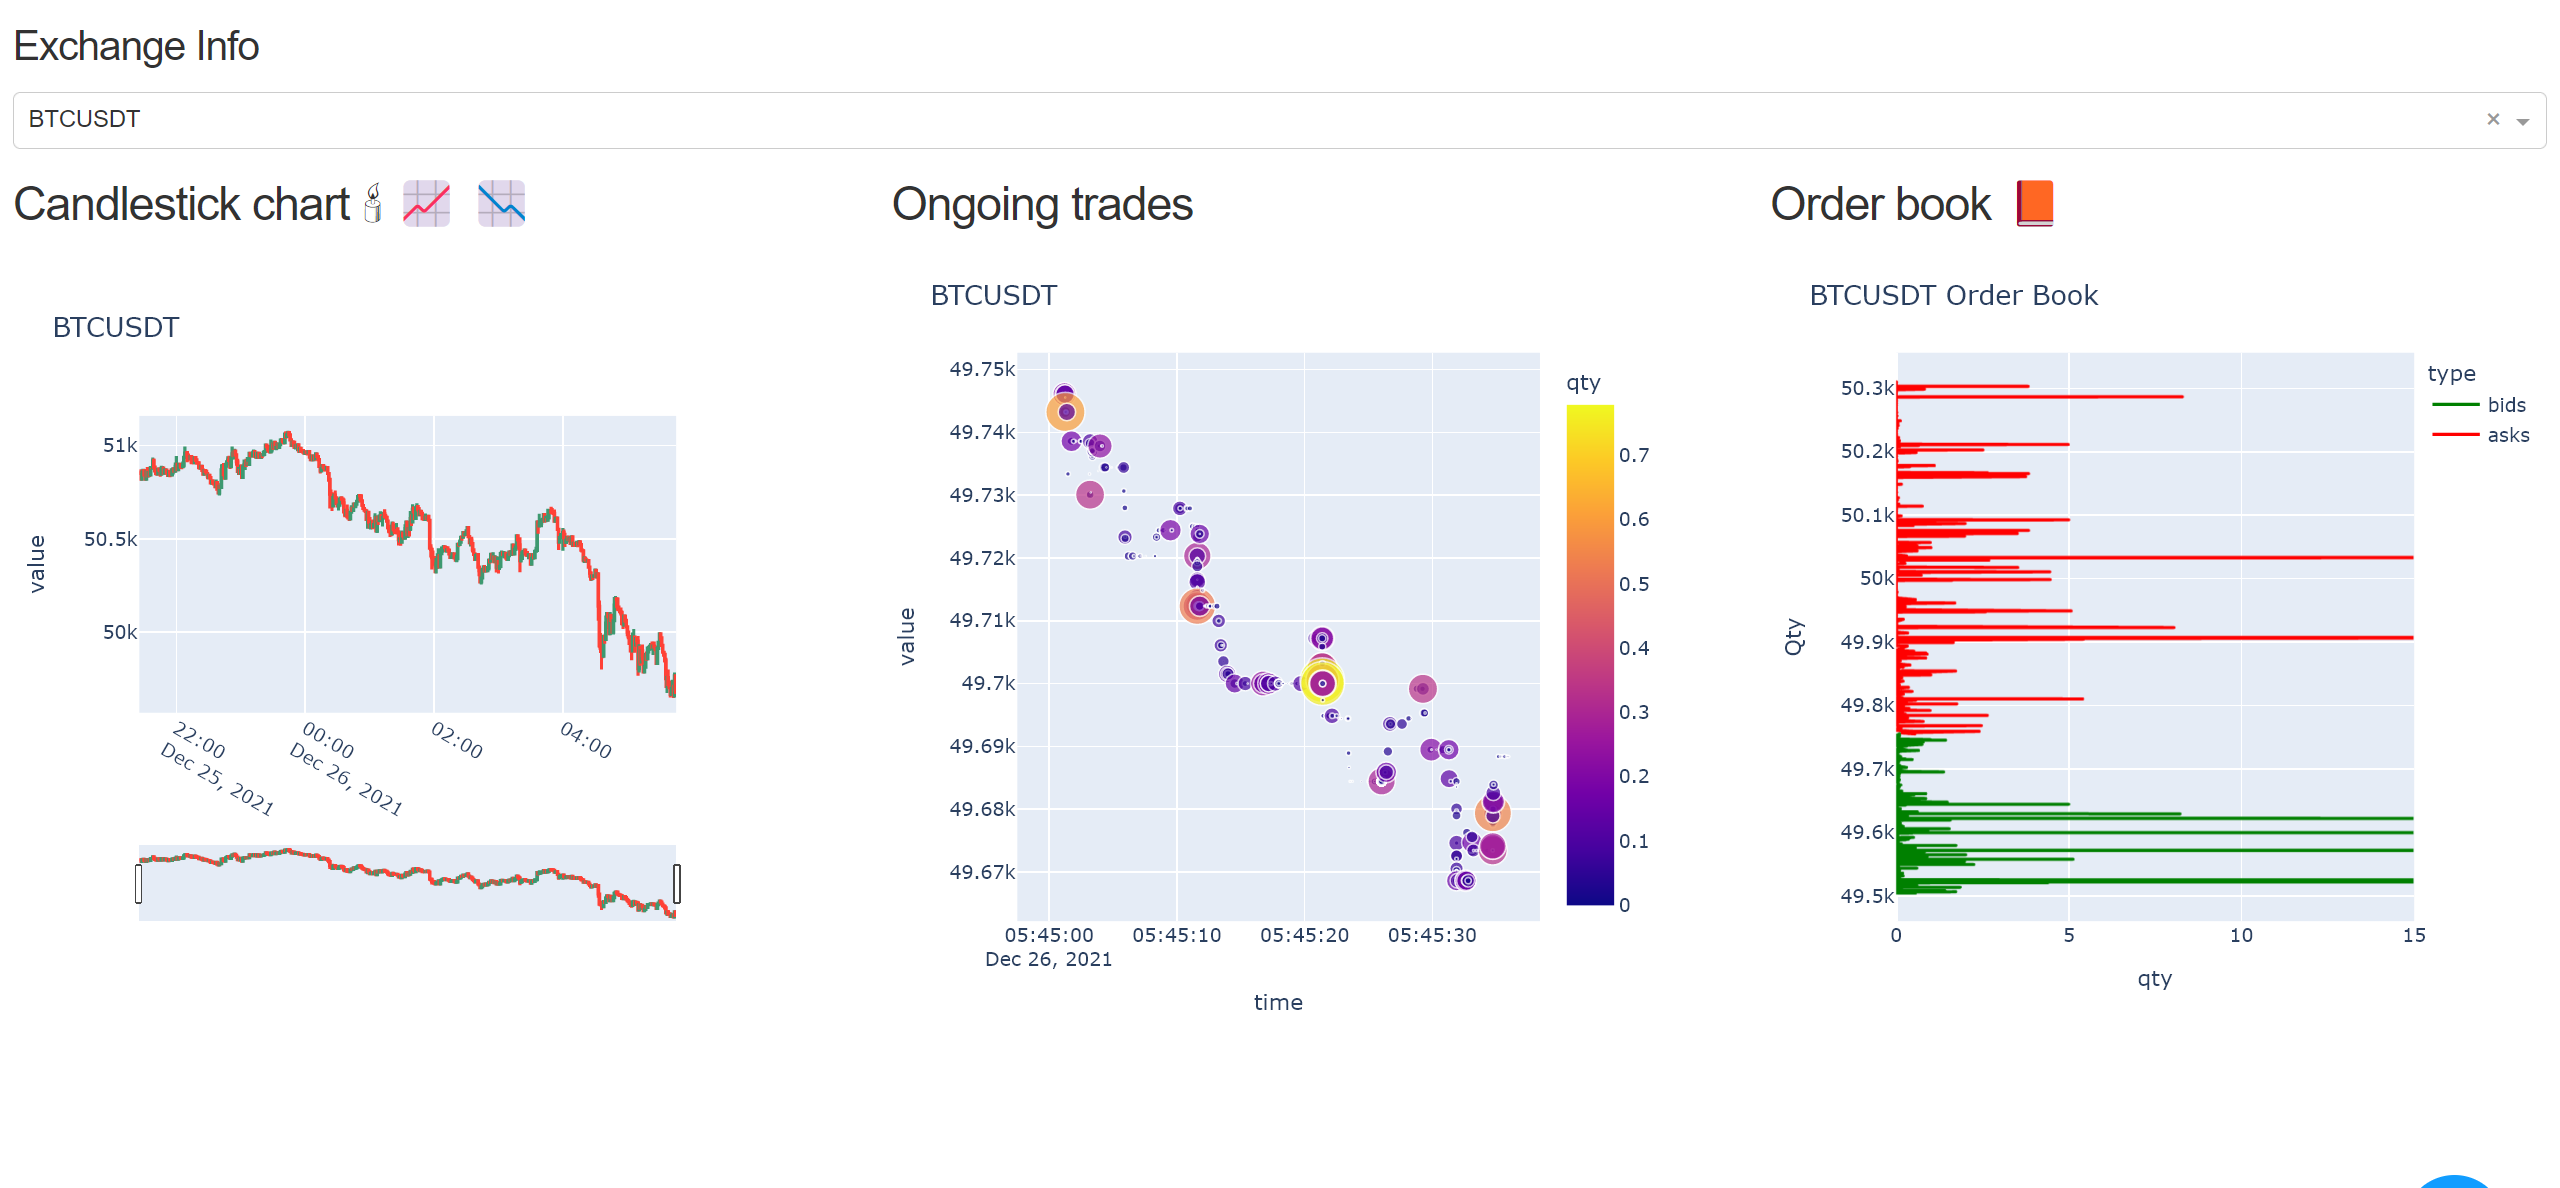 Exchange Info
BTCUSDT
Candlestick chart
Ongoing trades
Order book
BTCUSDT
51k
50.5k
50k
value
22:00
Dec 25, 2021
00:00
Dec 26, 2021
02:00
04:00
BTCUSDT
49.75k
49.74k
49.73k
49.72k
49.71k
49.7k
49.69k
49.68k
49.67k
value
05:45:00
Dec 26, 2021
05:45:10
05:45:20
05:45:30
time
qty
0.7
0.6
0.5
0.4
0.3
0.2
0.1
0
BTCUSDT Order Book
50.3k
50.2k
50.1k
50k
49.9k
49.8k
49.7k
49.6k
49.5k
Qty
0
5
10
15
qty
type
bids
asks